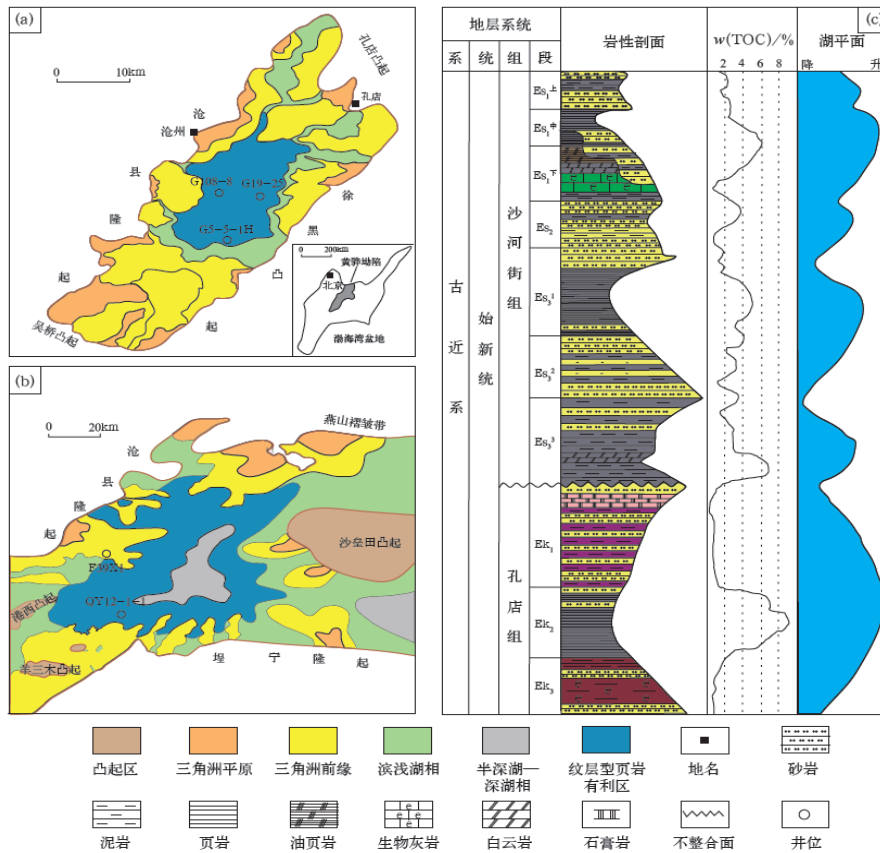 (a)
0 10km
孔店凸起
孔店
沧
沧州
县
隆
起
G108-8
G19-25
G5-3-1H
徐
黑
凸
起
吴桥凸起
0 200km
黄骅坳陷
北京
渤海湾盆地
(b)
0 20km
燕山褶皱带
沧
县
隆
起
沙垒田凸起
港西凸起
QY12-1-1
羊三木凸起
埕 宁 隆 起
(c)
地层系统 岩性剖面 w(TOC)/% 湖平面
系 统 组 段 2 4 6 8 降 升
古近系
始新统
沙河街组
孔店组
Es₁上
Es₁中
Es₁下
Es₂
Es₃¹
Es₃²
Es₃³
Ek₁
Ek₂
Ek₃
凸起区 三角洲平原 三角洲前缘 滨浅湖相 半深湖— 纹层型页岩 地名 砂岩
深湖相 有利区
泥岩 页岩 油页岩 生物灰岩 白云岩 石膏岩 不整合面 井位